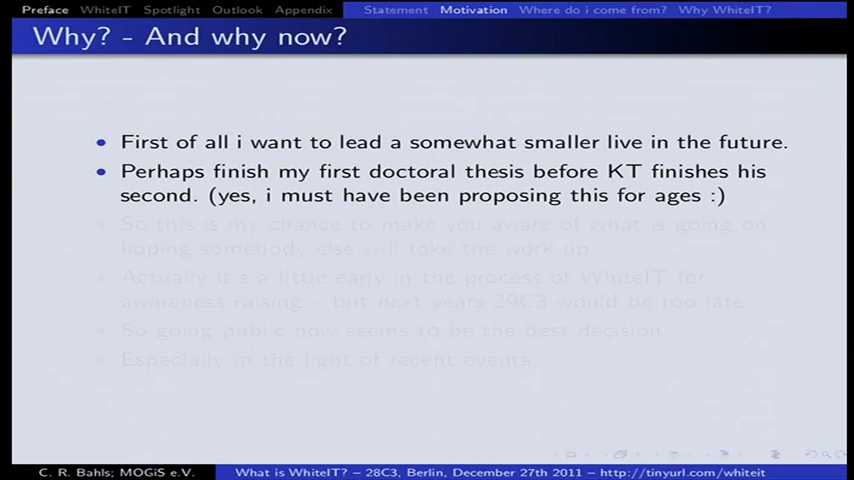 Preface WhiteIT Spotlight Outlook Appendix Statement Motivation Where do i come from? Why WhiteIT?
Why? - And why now?
First of all i want to lead a somewhat smaller live in the future.
Perhaps finish my first doctoral thesis before KT finishes his
second. (yes, i must have been proposing this for ages :)
So this is my chance to make you aware of what is going on
hoping somebody else will take the work up.
Actually it's a little early in the process of WhiteIT for
awareness raising - but next years 29C3 would be too late.
So going public now seems to be the best decision
Especially in the light of recent events.
C. R. Bahls; MOGiS e.V. What is WhiteIT? – 28C3, Berlin, December 27th 2011 – http://tinyurl.com/whiteit